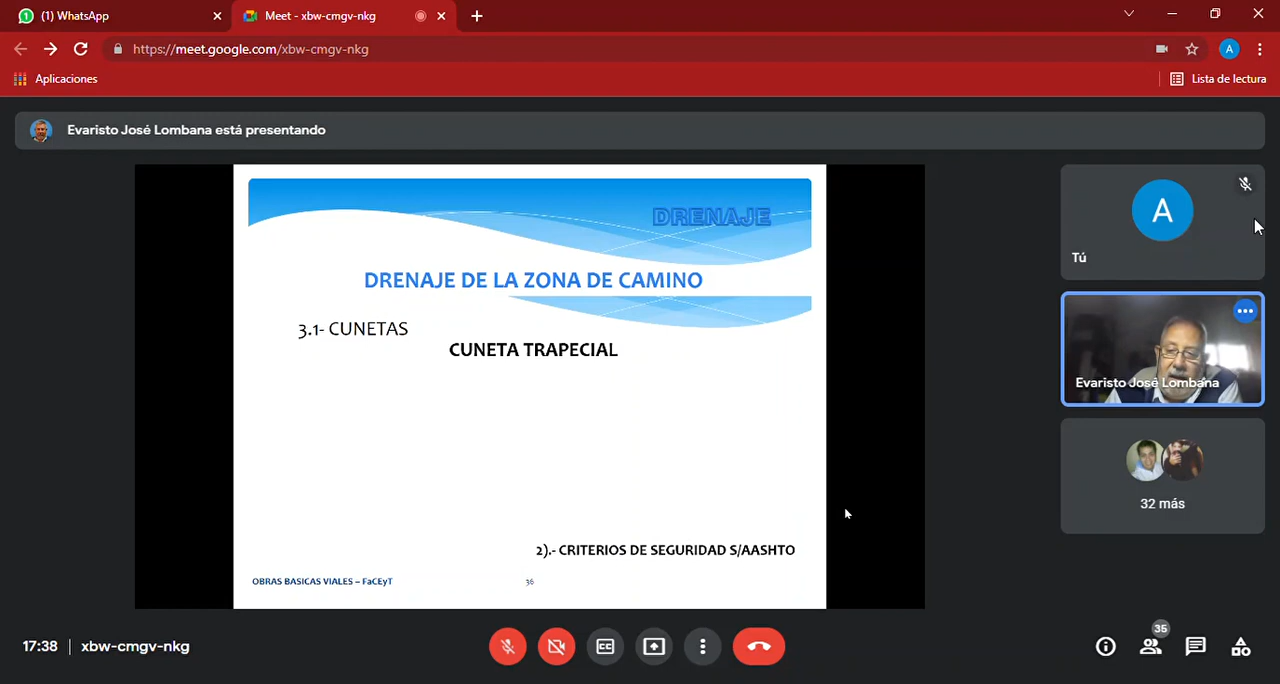 (1) WhatsApp
Meet - xbw-cmgv-nkg
https://meet.google.com/xbw-cmgv-nkg
A
Aplicaciones
Lista de lectura
Evaristo José Lombana está presentando
DRENAJE
DRENAJE DE LA ZONA DE CAMINO
3.1- CUNETAS
CUNETA TRAPECIAL
2).- CRITERIOS DE SEGURIDAD S/AASHTO
OBRAS BASICAS VIALES – FaCEyT
36
A
Tú
Evaristo José Lombana
32 más
17:38 | xbw-cmgv-nkg
CC
35